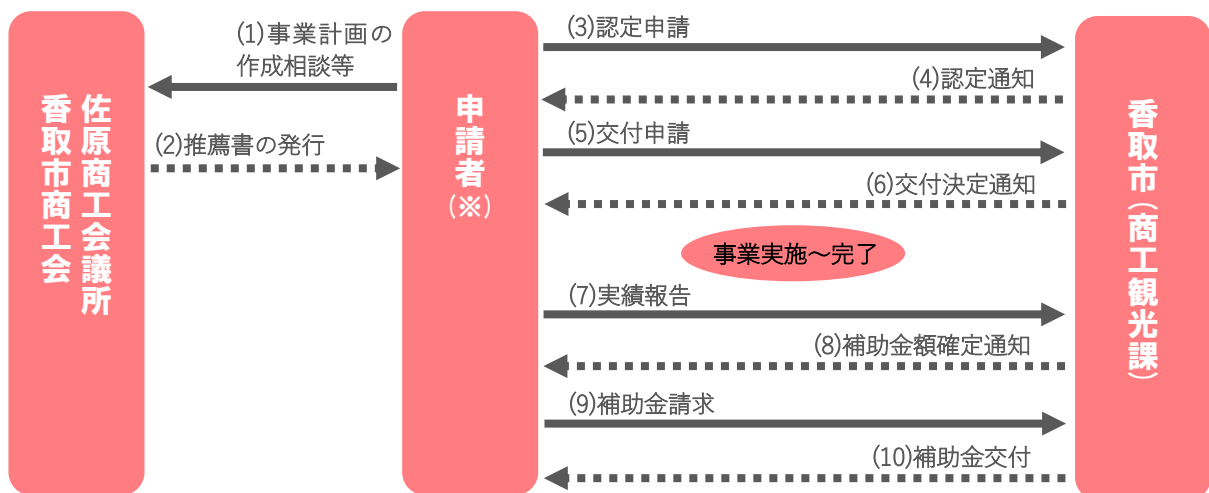 佐原商工会議所
香取市商工会
(1)事業計画の
作成相談等
(2)推薦書の発行
申請者(※)
(3)認定申請
(4)認定通知
(5)交付申請
(6)交付決定通知
事業実施～完了
(7)実績報告
(8)補助金額確定通知
(9)補助金請求
(10)補助金交付
香取市(商工観光課)